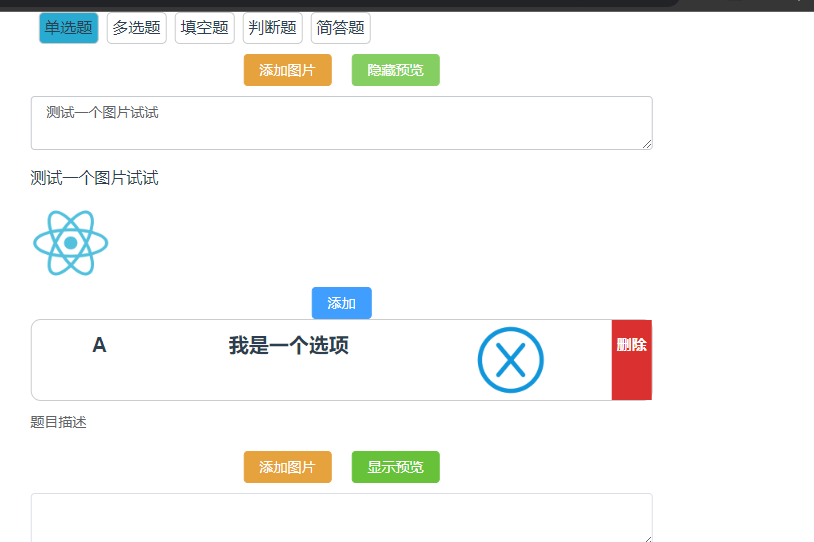 单选题 多选题 填空题 判断题 简答题
添加图片 隐藏预览
测试一个图片试试
测试一个图片试试
添加
A 我是一个选项 删除
题目描述
添加图片 显示预览